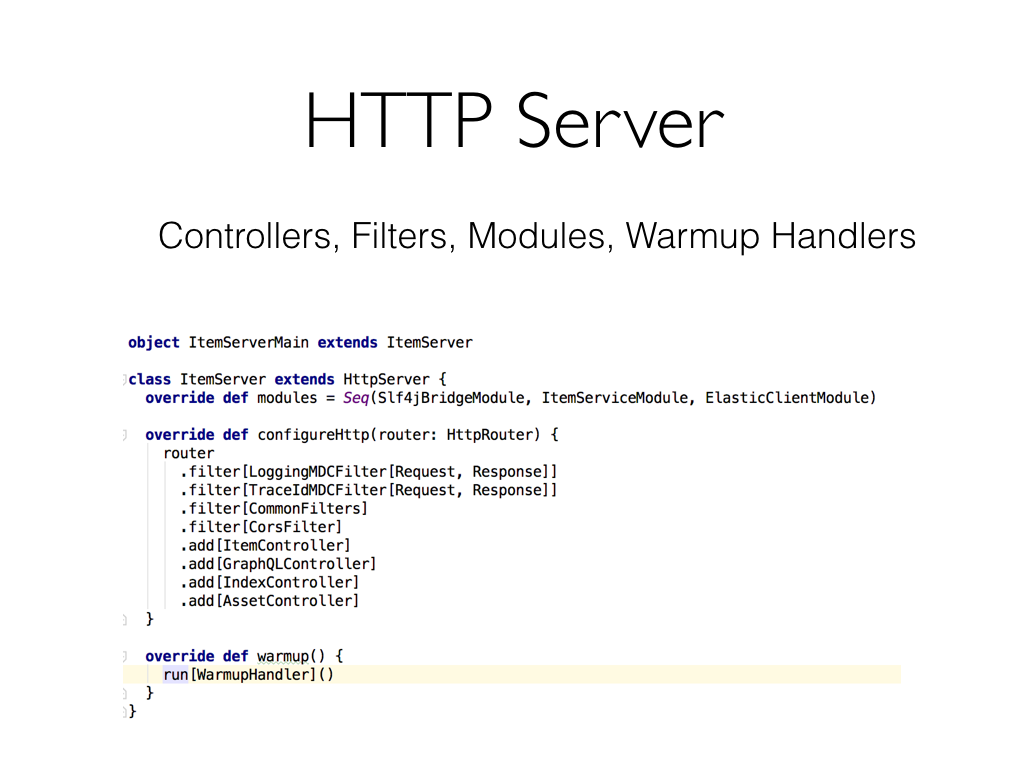 HTTP Server
Controllers, Filters, Modules, Warmup Handlers
object ItemServerMain extends ItemServer
class ItemServer extends HttpServer {
override def modules = Seq(Slf4jBridgeModule, ItemServiceModule, ElasticClientModule)
override def configureHttp(router: HttpRouter) {
router
.filter[LoggingMDCFilter[Request, Response]]
.filter[TraceIdMDCFilter[Request, Response]]
.filter[CommonFilters]
.filter[CorsFilter]
.add[ItemController]
.add[GraphQLController]
.add[IndexController]
.add[AssetController]
}
override def warmup() {
run[WarmupHandler]()
}
}